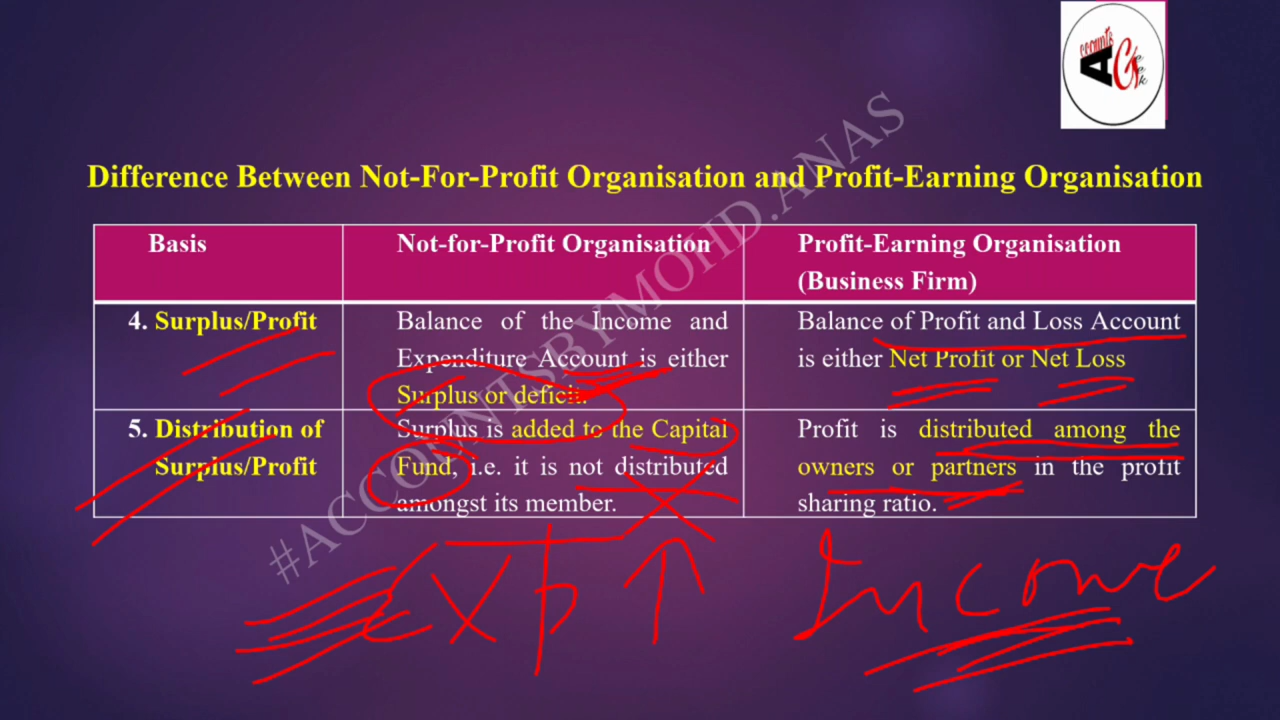 Accounts Geek
Difference Between Not-For-Profit Organisation and Profit-Earning Organisation
Basis
Not-for-Profit Organisation
Profit-Earning Organisation
(Business Firm)
4. Surplus/Profit
Balance of the Income and
Expenditure Account is either
Surplus or deficit.
Balance of Profit and Loss Account
is either Net Profit or Net Loss
5. Distribution of
Surplus/Profit
Surplus is added to the Capital
Fund, i.e. it is not distributed
amongst its member.
Profit is distributed among the
owners or partners in the profit
sharing ratio.
#ACCOUNTSBYMOHD.ANAS
Exp ↑ Income